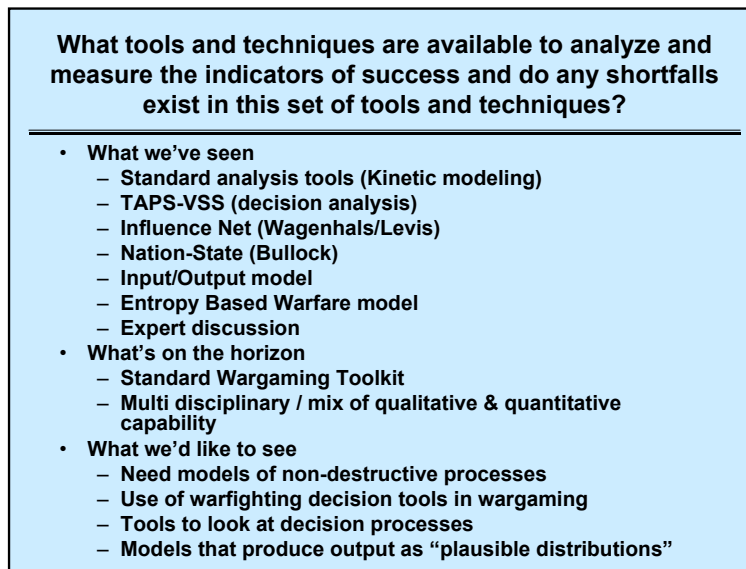 What tools and techniques are available to analyze and
measure the indicators of success and do any shortfalls
exist in this set of tools and techniques?
• What we've seen
– Standard analysis tools (Kinetic modeling)
– TAPS-VSS (decision analysis)
– Influence Net (Wagenhals/Levis)
– Nation-State (Bullock)
– Input/Output model
– Entropy Based Warfare model
– Expert discussion
• What's on the horizon
– Standard Wargaming Toolkit
– Multi disciplinary / mix of qualitative & quantitative
capability
• What we'd like to see
– Need models of non-destructive processes
– Use of warfighting decision tools in wargaming
– Tools to look at decision processes
– Models that produce output as “plausible distributions”